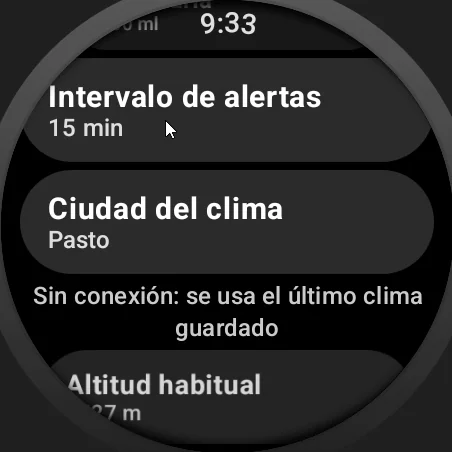 ml
9:33
Intervalo de alertas
15 min
Ciudad del clima
Pasto
Sin conexión: se usa el último clima
guardado
Altitud habitual
m